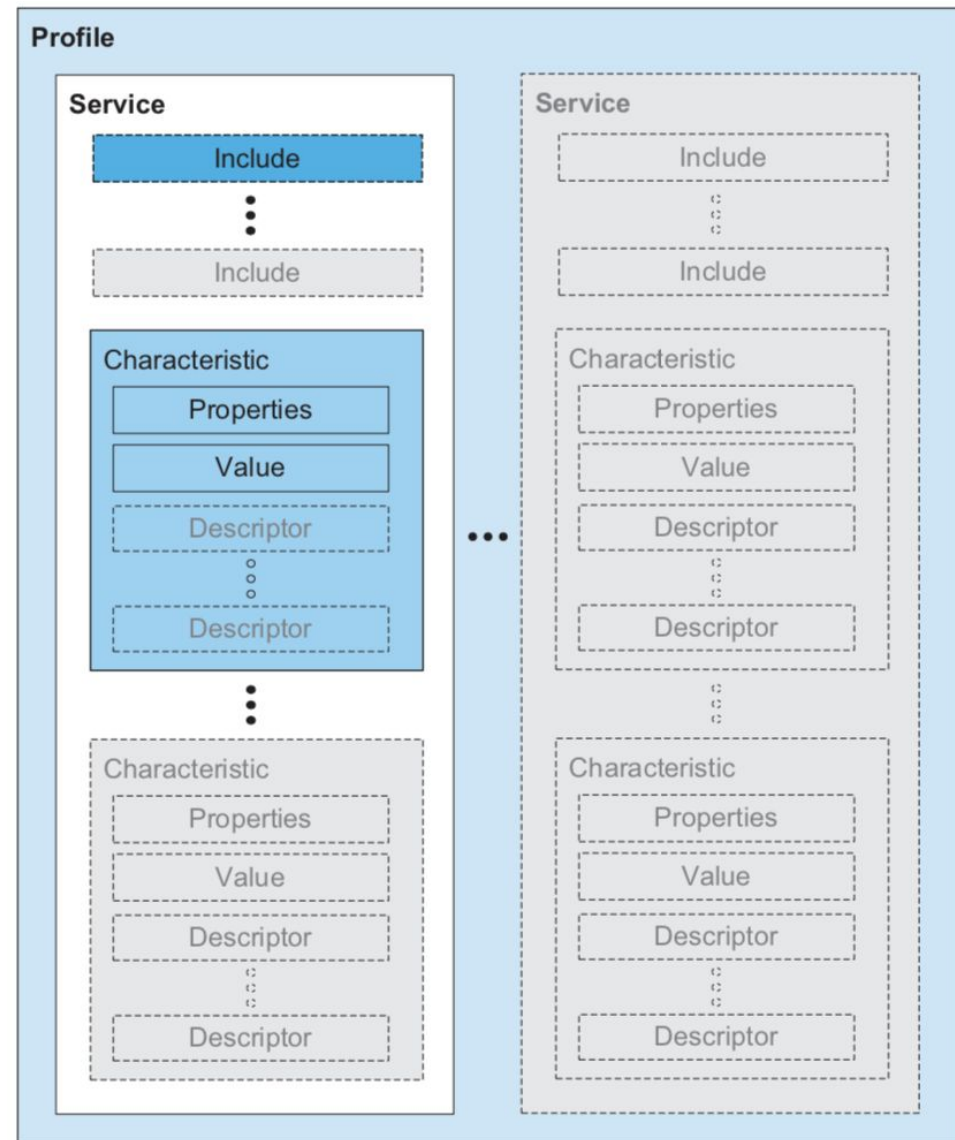 Profile
Service
Include
Include
Characteristic
Properties
Value
Descriptor
Descriptor
Characteristic
Properties
Value
Descriptor
Descriptor
Service
Include
Include
Characteristic
Properties
Value
Descriptor
Descriptor
Characteristic
Properties
Value
Descriptor
Descriptor